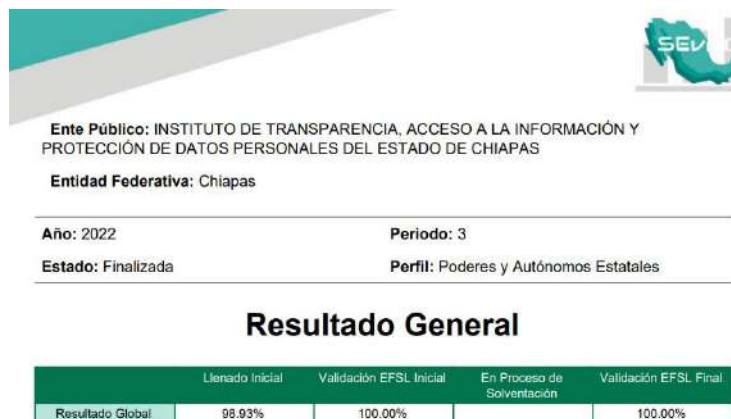 Ente Público: INSTITUTO DE TRANSPARENCIA, ACCESO A LA INFORMACIÓN Y
PROTECCIÓN DE DATOS PERSONALES DEL ESTADO DE CHIAPAS
Entidad Federativa: Chiapas
Año: 2022 Periodo: 3
Estado: Finalizada Perfil: Poderes y Autónomos Estatales
Resultado General
Llenado Inicial Validación EFSL Inicial En Proceso de Solventación Validación EFSL Final
Resultado Global 98.93% 100.00% 100.00%